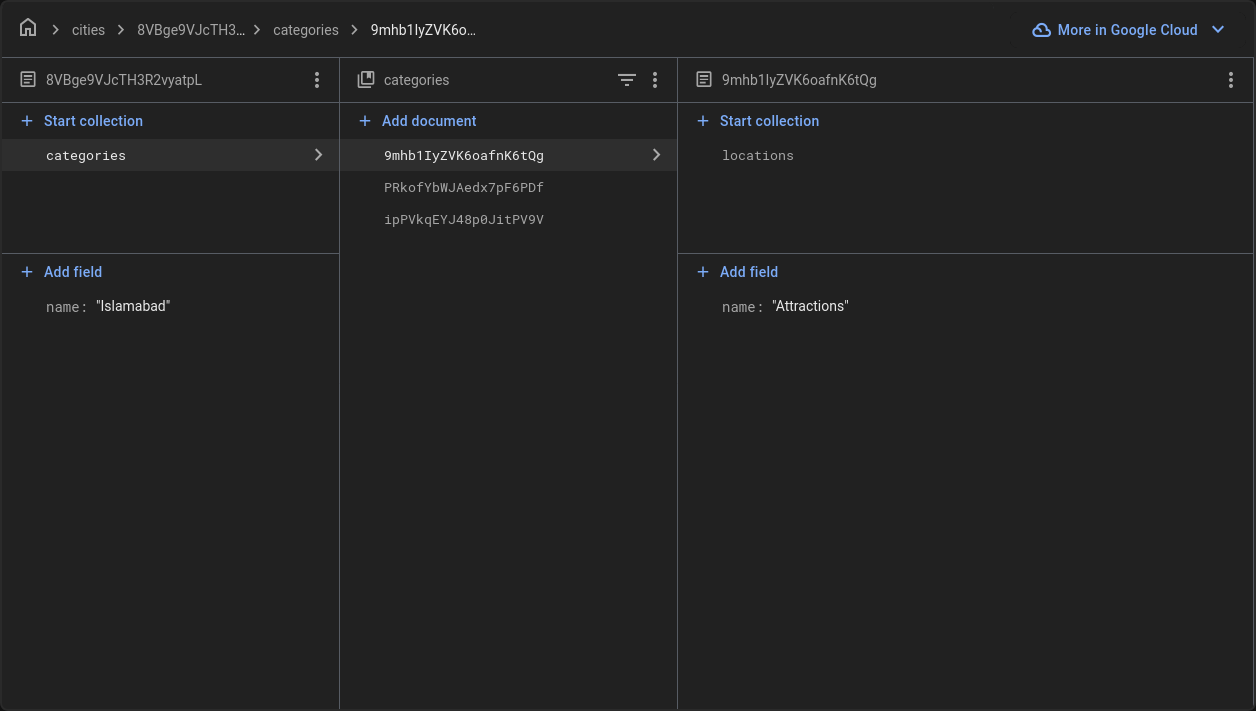 cities 8VBge9VJcTH3... categories 9mhb1IyZVK6o... More in Google Cloud
8VBge9VJcTH3R2vyatpL categories 9mhb1IyZVK6oafnK6tQg
+ Start collection + Add document + Start collection
categories 9mhb1IyZVK6oafnK6tQg locations
PRkofYbWJAedx7pF6PDf
ipPVkqEYJ48p0JitPV9V
+ Add field + Add field
name: "Islamabad" name: "Attractions"